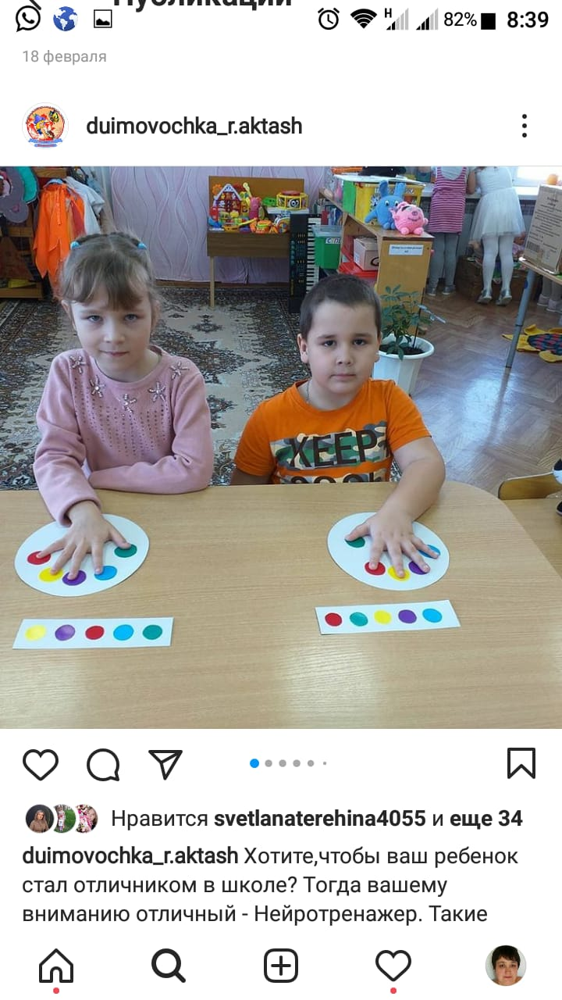 Публикации
H 82% 8:39
18 февраля
duimovochka_r.aktash
KEEP
Нравится svetlanaterehina4055 и еще 34
duimovochka_r.aktash Хотите,чтобы ваш ребенок
стал отличником в школе? Тогда вашему
вниманию отличный - Нейротренажер. Такие